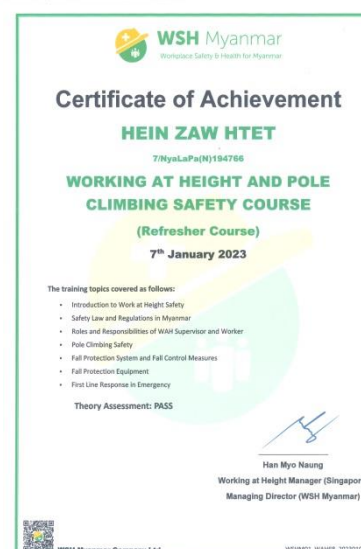 WSH Myanmar
Workplace Safety & Health for Myanmar
Certificate of Achievement
HEIN ZAW HTET
7/NyaLaPa(N)194766
WORKING AT HEIGHT AND POLE
CLIMBING SAFETY COURSE
(Refresher Course)
7th January 2023
The training topics covered as follows:
• Introduction to Work at Height Safety
• Safety Law and Regulations in Myanmar
• Roles and Responsibilities of WAH Supervisor and Worker
• Pole Climbing Safety
• Fall Protection System and Fall Control Measures
• Fall Protection Equipment
• First Line Response in Emergency
Theory Assessment: PASS
Han Myo Naung
Working at Height Manager (Singapor
Managing Director (WSH Myanmar)